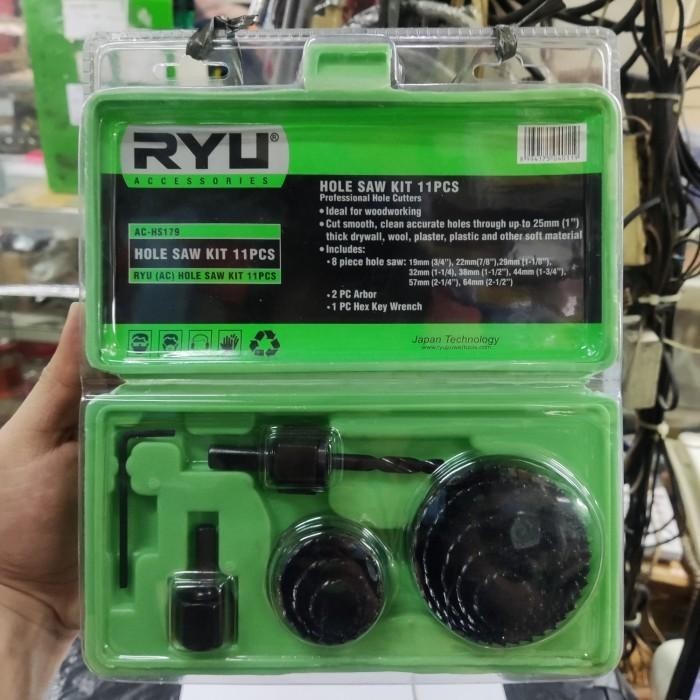 RYU®
ACCESSORIES
AC-HS179
HOLE SAW KIT 11PCS
RYU (AC) HOLE SAW KIT 11PCS
HOLE SAW KIT 11PCS
Professional Hole Cutters
• Ideal for woodworking
• Cut smooth, clean accurate holes through up to 25mm (1")
thick drywall, wool, plaster, plastic and other soft material
• Includes:
• 8 piece hole saw: 19mm (3/4"), 22mm(7/8"),29mm (1-1/8"),
32mm (1-1/4), 38mm (1-1/2"), 44mm (1-3/4"),
57mm (2-1/4"), 64mm (2-1/2")
• 2 PC Arbor
• 1 PC Hex Key Wrench
Japan Technology